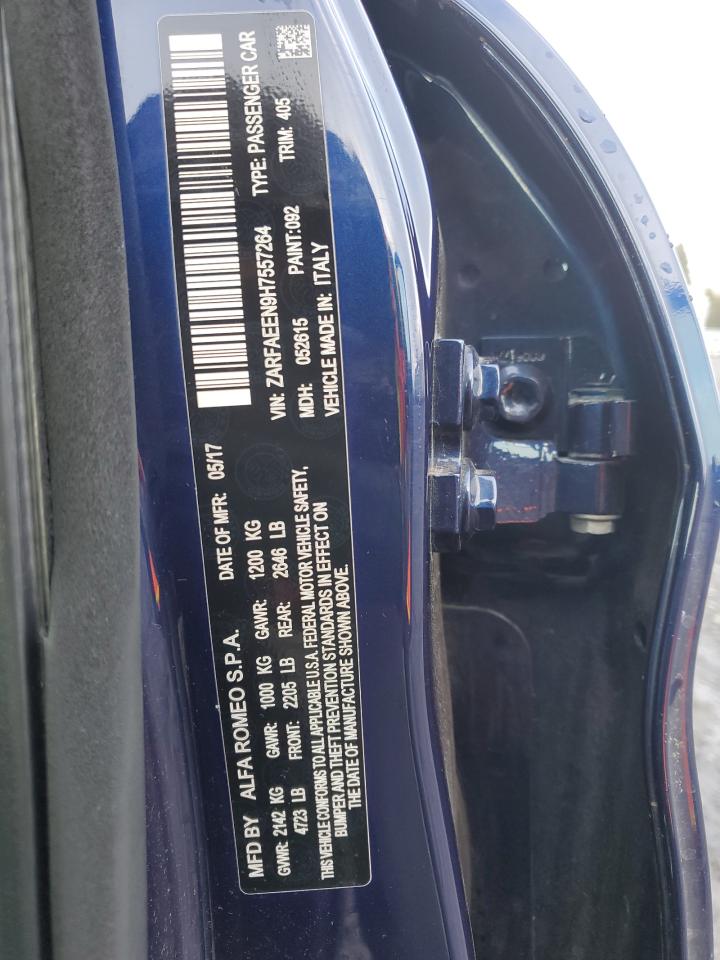 MFD BY ALFA ROMEO S.P.A. DATE OF MFR: 05/17
GVWR: 2142 KG GAWR: 1000 KG GAWR: 1200 KG
4723 LB FRONT: 2205 LB REAR: 2646 LB
THIS VEHICLE CONFORMS TO ALL APPLICABLE U.S.A. FEDERAL MOTOR VEHICLE SAFETY,
BUMPER AND THEFT PREVENTION STANDARDS IN EFFECT ON
THE DATE OF MANUFACTURE SHOWN ABOVE.
VIN: ZARFAEEN9H7557264 TYPE: PASSENGER CAR
MDH: 052615 PAINT:092 TRIM: 405
VEHICLE MADE IN: ITALY